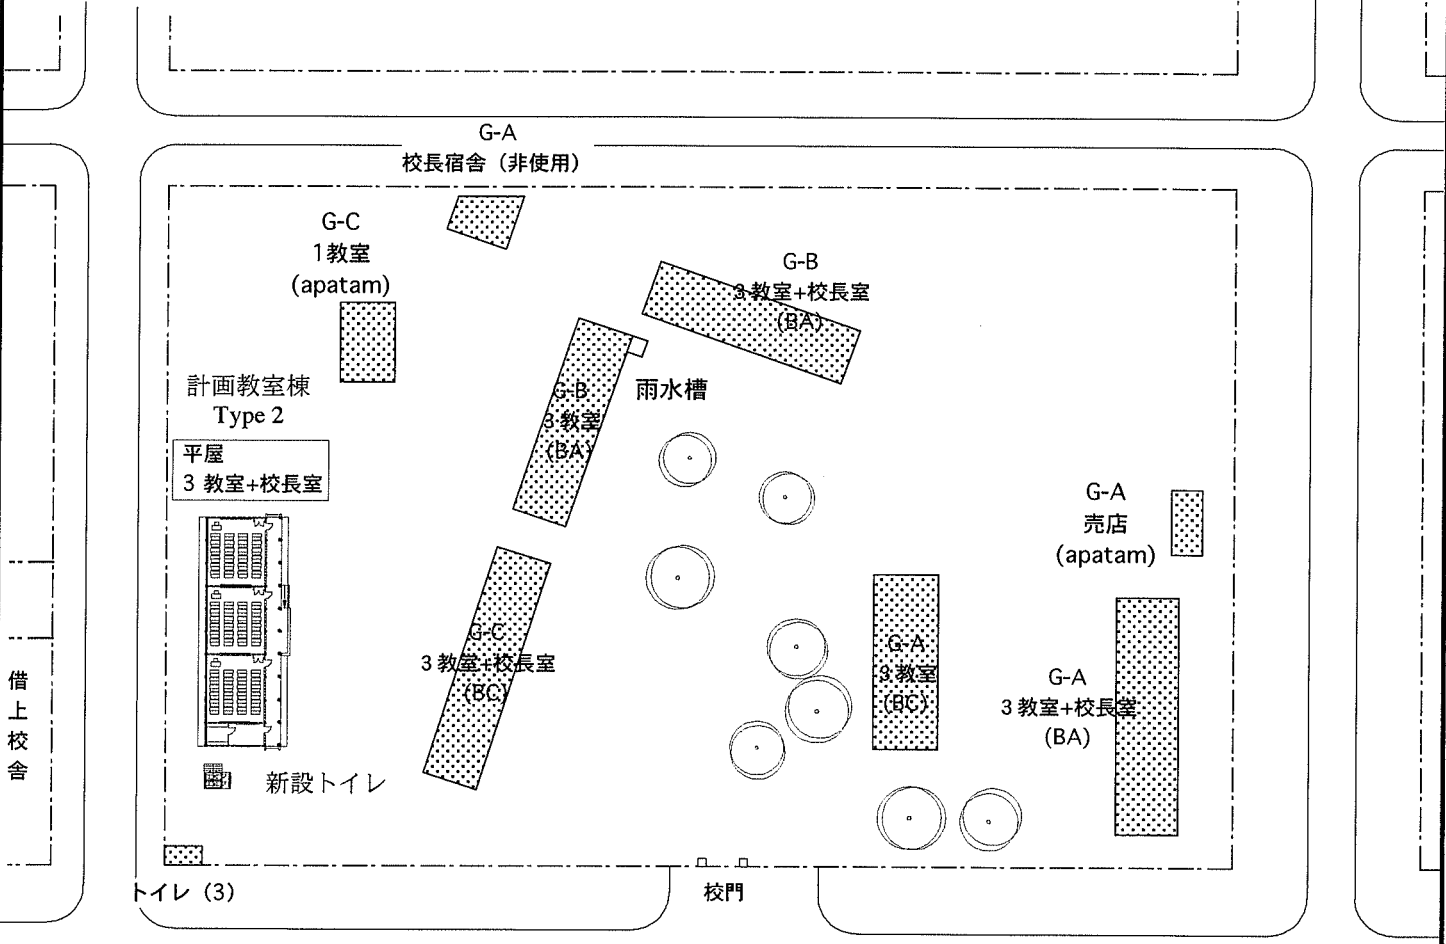 G-A
校長宿舎（非使用）
G-C
1教室
(apatam)
G-B
3教室+校長室
(BA)
計画教室棟
Type 2
平屋
3 教室+校長室
G-B
3教室
(BA)
雨水槽
G-A
売店
(apatam)
G-C
3教室+校長室
(BC)
G-A
3教室
(BC)
G-A
3教室+校長室
(BA)
借上校舎
新設トイレ
トイレ（3）
校門